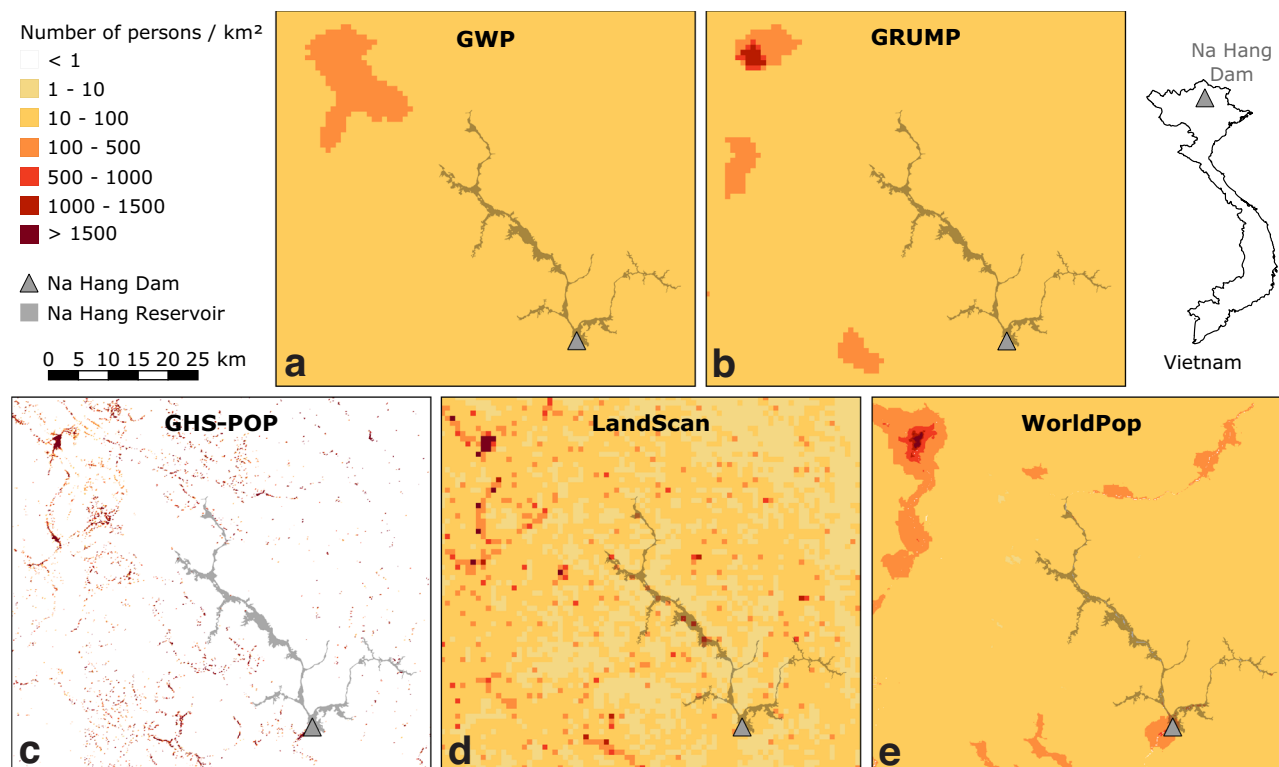 Number of persons / km²
< 1
1 - 10
10 - 100
100 - 500
500 - 1000
1000 - 1500
> 1500
Na Hang Dam
Na Hang Reservoir
0 5 10 15 20 25 km
GWP
a
GRUMP
b
Na Hang
Dam
Vietnam
GHS-POP
c
LandScan
d
WorldPop
e